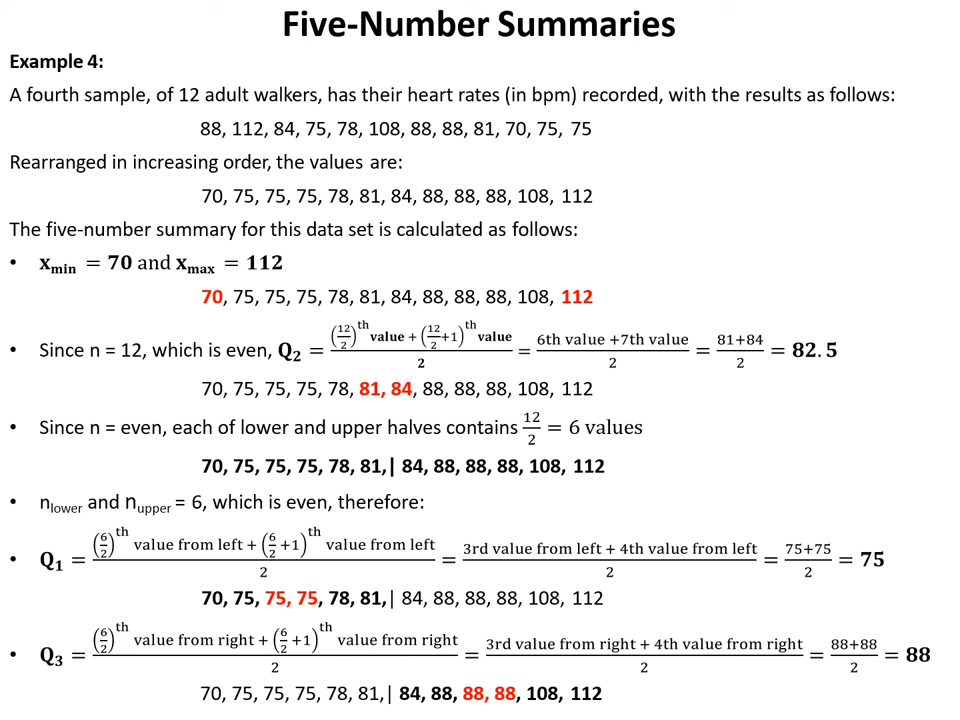 Five-Number Summaries
Example 4:
A fourth sample, of 12 adult walkers, has their heart rates (in bpm) recorded, with the results as follows:
88, 112, 84, 75, 78, 108, 88, 88, 81, 70, 75, 75
Rearranged in increasing order, the values are:
70, 75, 75, 75, 78, 81, 84, 88, 88, 88, 108, 112
The five-number summary for this data set is calculated as follows:
• x_min = 70 and x_max = 112
70, 75, 75, 75, 78, 81, 84, 88, 88, 88, 108, 112
• Since n = 12, which is even, Q₂ = ((12/2)^th value + (12/2 +1)^th value)/2 = (6th value +7th value)/2 = (81+84)/2 = 82.5
70, 75, 75, 75, 78, 81, 84, 88, 88, 88, 108, 112
• Since n = even, each of lower and upper halves contains 12/2 = 6 values
70, 75, 75, 75, 78, 81,| 84, 88, 88, 88, 108, 112
• n_lower and n_upper = 6, which is even, therefore:
• Q₁ = ((6/2)^th value from left + (6/2 +1)^th value from left)/2 = (3rd value from left + 4th value from left)/2 = (75+75)/2 = 75
70, 75, 75, 75, 78, 81,| 84, 88, 88, 88, 108, 112
• Q₃ = ((6/2)^th value from right + (6/2 +1)^th value from right)/2 = (3rd value from right + 4th value from right)/2 = (88+88)/2 = 88
70, 75, 75, 75, 78, 81,| 84, 88, 88, 88, 108, 112